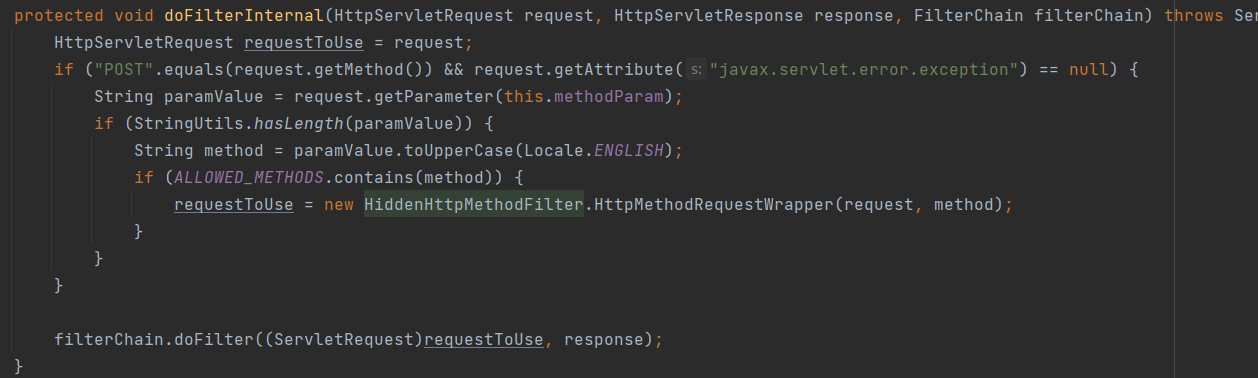 protected void doFilterInternal(HttpServletRequest request, HttpServletResponse response, FilterChain filterChain) throws Ser
    HttpServletRequest requestToUse = request;
    if ("POST".equals(request.getMethod()) && request.getAttribute( s: "javax.servlet.error.exception") == null) {
        String paramValue = request.getParameter(this.methodParam);
        if (StringUtils.hasLength(paramValue)) {
            String method = paramValue.toUpperCase(Locale.ENGLISH);
            if (ALLOWED_METHODS.contains(method)) {
                requestToUse = new HiddenHttpMethodFilter.HttpMethodRequestWrapper(request, method);
            }
        }
    }
    filterChain.doFilter((ServletRequest)requestToUse, response);
}